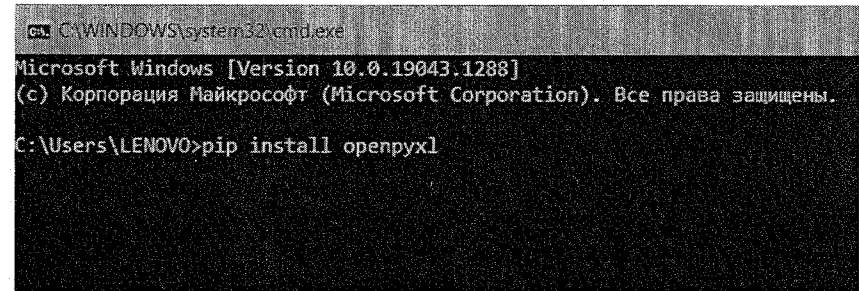 C:\WINDOWS\system32\cmd.exe
Microsoft Windows [Version 10.0.19043.1288]
(c) Корпорация Майкрософт (Microsoft Corporation). Все права защищены.
C:\Users\LENOVO>pip install openpyxl